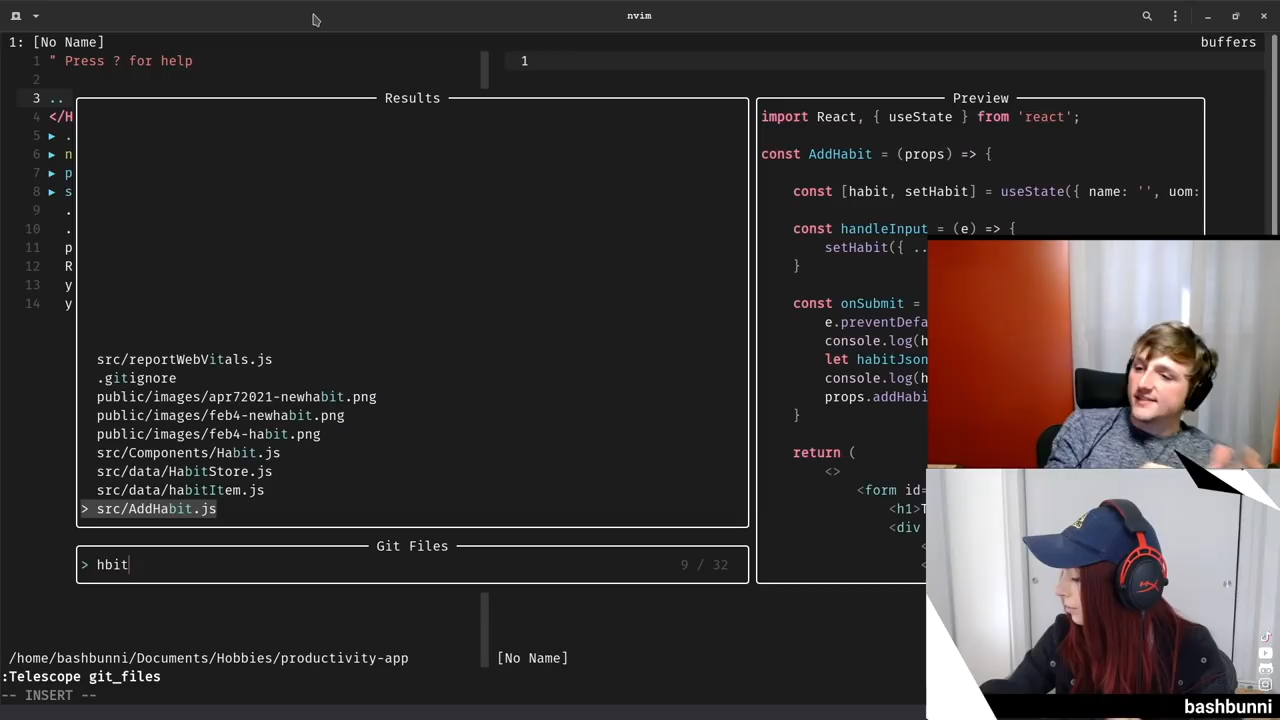 nvim
1: [No Name]
buffers
1 " Press ? for help
1
2
3 ..
4 </H
5 ▸ .
6 ▸ n
7 ▸ p
8 ▸ s
9 .
10 .
11 p
12 R
13 y
14 y
Results
src/reportWebVitals.js
.gitignore
public/images/apr72021-newhabit.png
public/images/feb4-newhabit.png
public/images/feb4-habit.png
src/Components/Habit.js
src/data/HabitStore.js
src/data/habitItem.js
> src/AddHabit.js
Git Files
> hbit
9 / 32
Preview
import React, { useState } from 'react';
const AddHabit = (props) => {
const [habit, setHabit] = useState({ name: '', uom:
const handleInput = (e) => {
setHabit({ ..
}
const onSubmit =
e.preventDefa
console.log(h
let habitJson
console.log(h
props.addHabi
}
return (
<>
<form id=
<h1>T
<div
<
<
/home/bashbunni/Documents/Hobbies/productivity-app
[No Name]
:Telescope git_files
-- INSERT --
HX
bashbunni